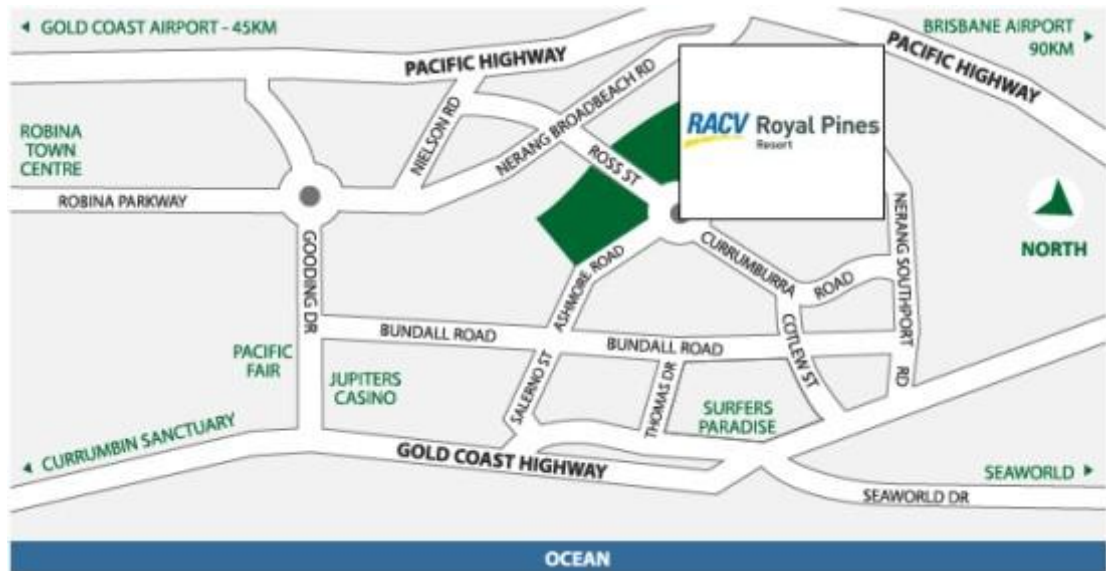 GOLD COAST AIRPORT - 45KM
BRISBANE AIRPORT
90KM
PACIFIC HIGHWAY
PACIFIC HIGHWAY
ROBINA
TOWN
CENTRE
NIELSON RD
NERANG BROADBEACH RD
RACV Royal Pines
Resort
ROSS ST
ROBINA PARKWAY
NERANG SOUTHPORT RD
NORTH
GOODING DR
ASHMORE ROAD
CURRUMBURRA ROAD
BUNDALL ROAD
BUNDALL ROAD
COTLEW ST
PACIFIC
FAIR
JUPITERS
CASINO
SALERNO ST
THOMAS DR
SURFERS
PARADISE
CURRUMBIN SANCTUARY
GOLD COAST HIGHWAY
SEAWORLD
SEAWORLD DR
OCEAN